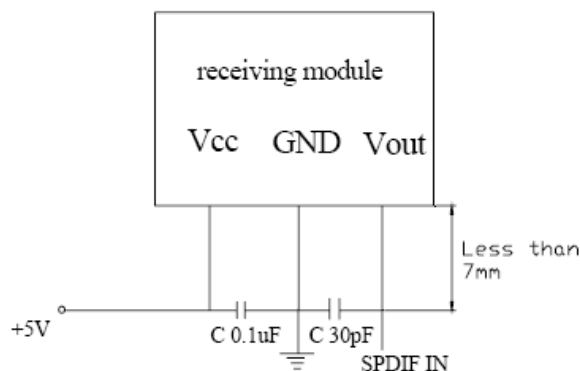 receiving module
Vcc GND Vout
Less than
7mm
+5V
C 0.1uF C 30pF
SPDIF IN